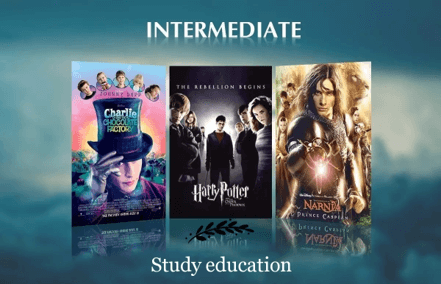 INTERMEDIATE
JOHNNY DEPP
Charlie
AND THE
CHOCOLATE
FACTORY
THE REBELLION BEGINS
Harry Potter
NARNIA
PRINCE CASPIAN
Study education